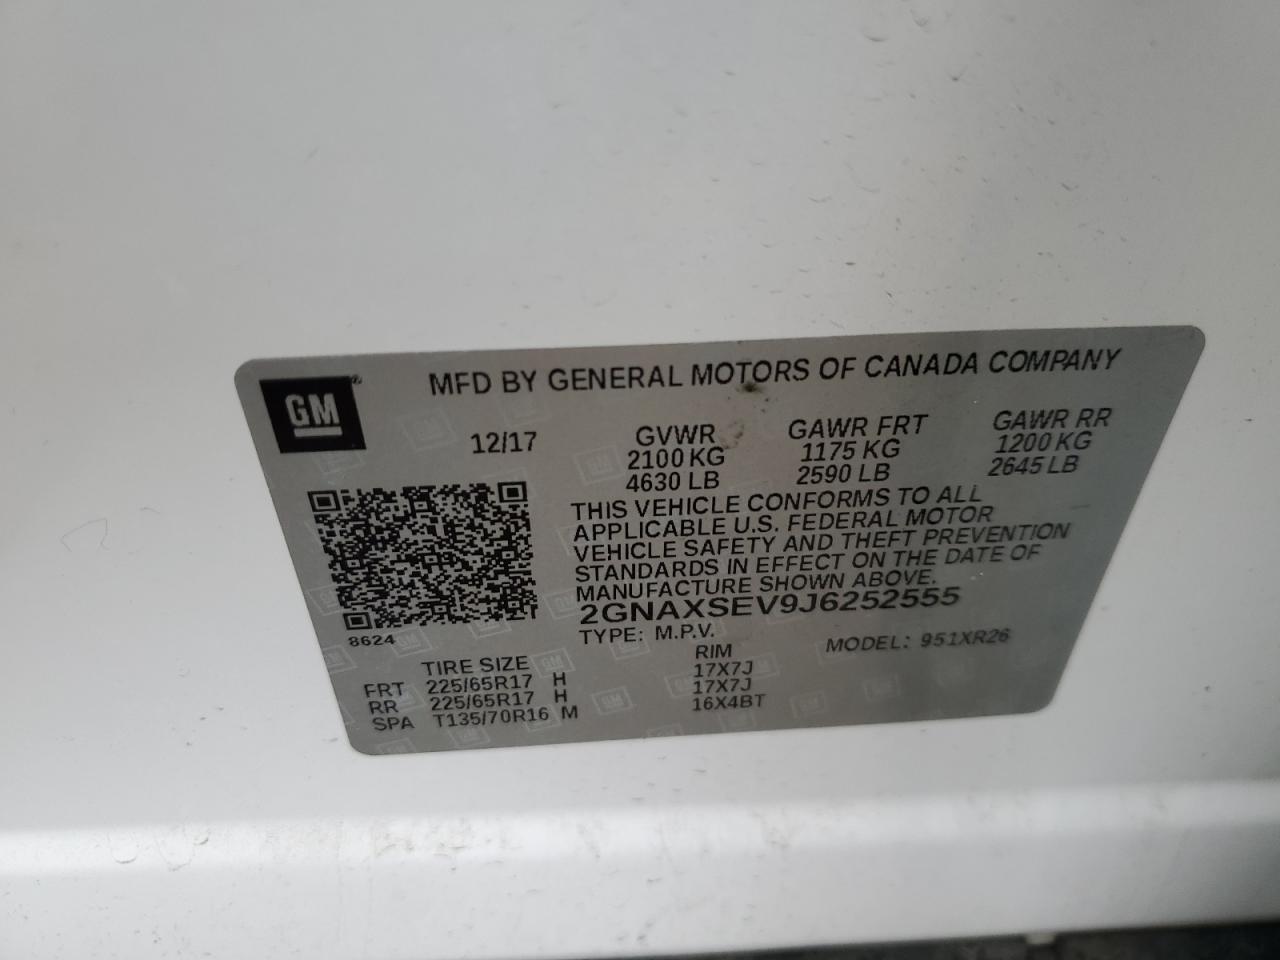 GM
MFD BY GENERAL MOTORS OF CANADA COMPANY
12/17
GVWR
2100 KG
4630 LB
GAWR FRT
1175 KG
2590 LB
GAWR RR
1200 KG
2645 LB
THIS VEHICLE CONFORMS TO ALL
APPLICABLE U.S. FEDERAL MOTOR
VEHICLE SAFETY AND THEFT PREVENTION
STANDARDS IN EFFECT ON THE DATE OF
MANUFACTURE SHOWN ABOVE.
2GNAXSEV9J6252555
8624
TYPE: M.P.V.
MODEL: 951XR26
TIRE SIZE RIM
FRT 225/65R17 H 17X7J
RR 225/65R17 H 17X7J
SPA T135/70R16 M 16X4BT